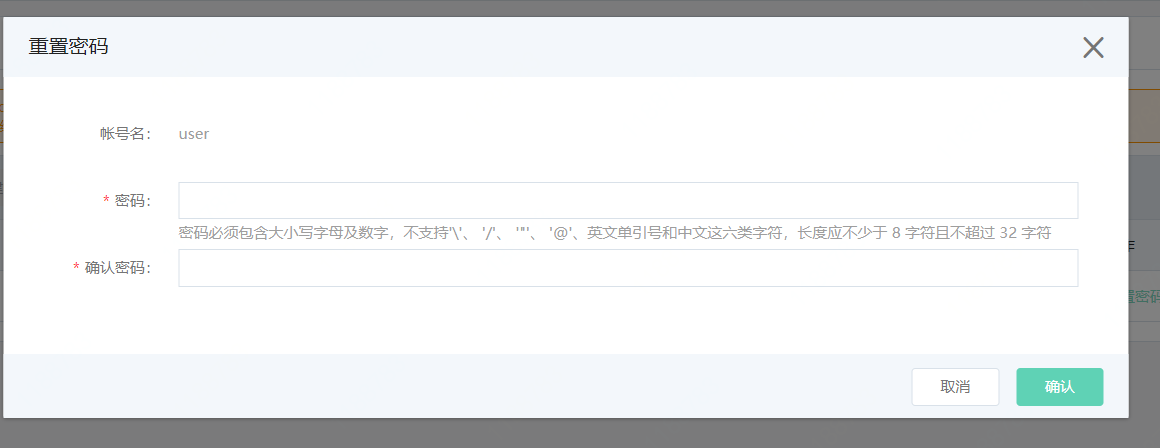 重置密码
帐号名：
user
* 密码：
密码必须包含大小写字母及数字，不支持'\'、 '/'、 '"'、 '@'、英文单引号和中文这六类字符，长度应不少于 8 字符且不超过 32 字符
* 确认密码：
置密码
取消
确认